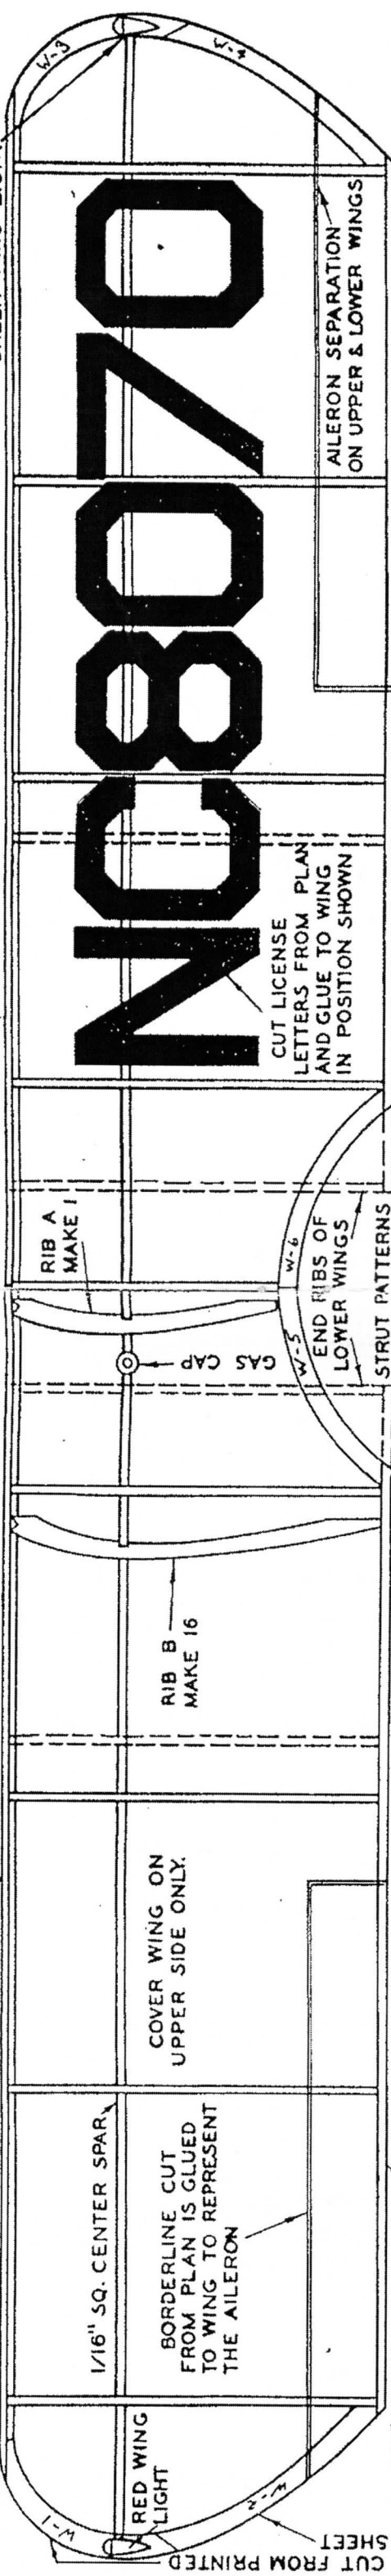 W-3
W-4
NC8070
AILERON SEPARATION
ON UPPER & LOWER WINGS
CUT LICENSE
LETTERS FROM PLAN
AND GLUE TO WING
IN POSITION SHOWN
RIB A
MAKE 1
GAS CAP
W-6
W-5
END RIBS OF
LOWER WINGS
STRUT PATTERNS
RIB B
MAKE 16
COVER WING ON
UPPER SIDE ONLY.
1/16" SQ. CENTER SPAR
BORDERLINE CUT
FROM PLAN IS GLUED
TO WING TO REPRESENT
THE AILERON
RED WING
LIGHT
W-1
W-2
CUT FROM PRINTED
SHEET